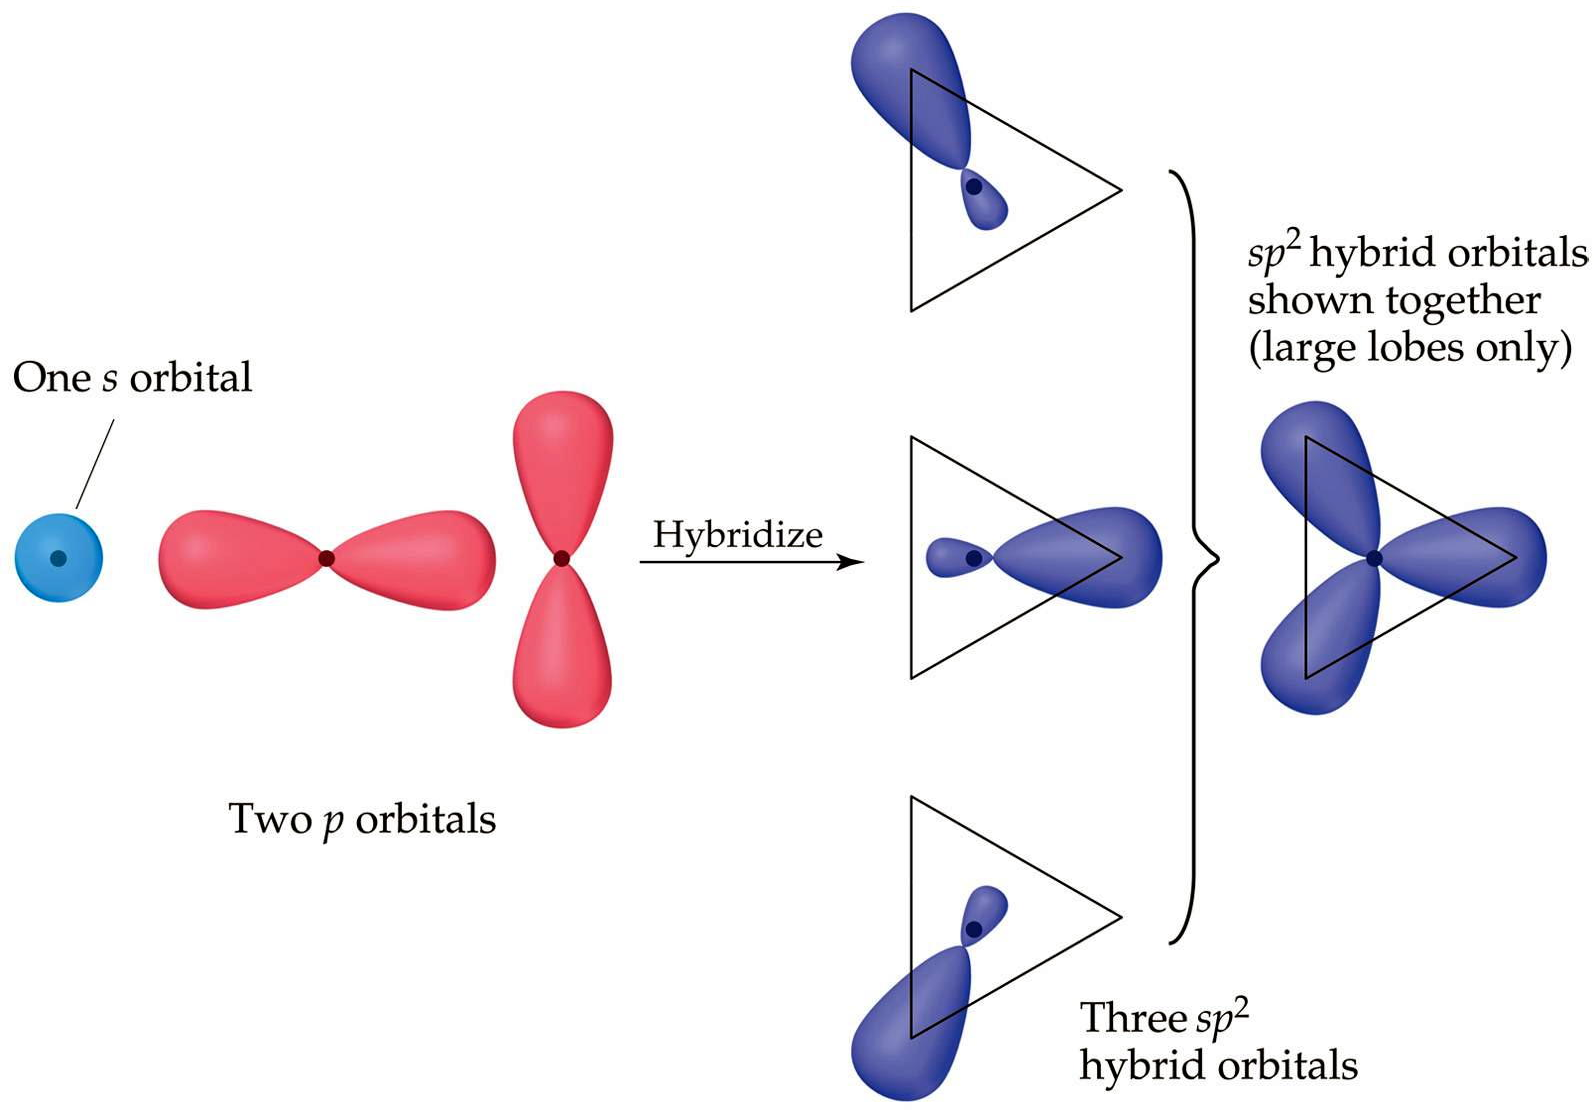 One s orbital
Two p orbitals
Hybridize
sp² hybrid orbitals
shown together
(large lobes only)
Three sp²
hybrid orbitals